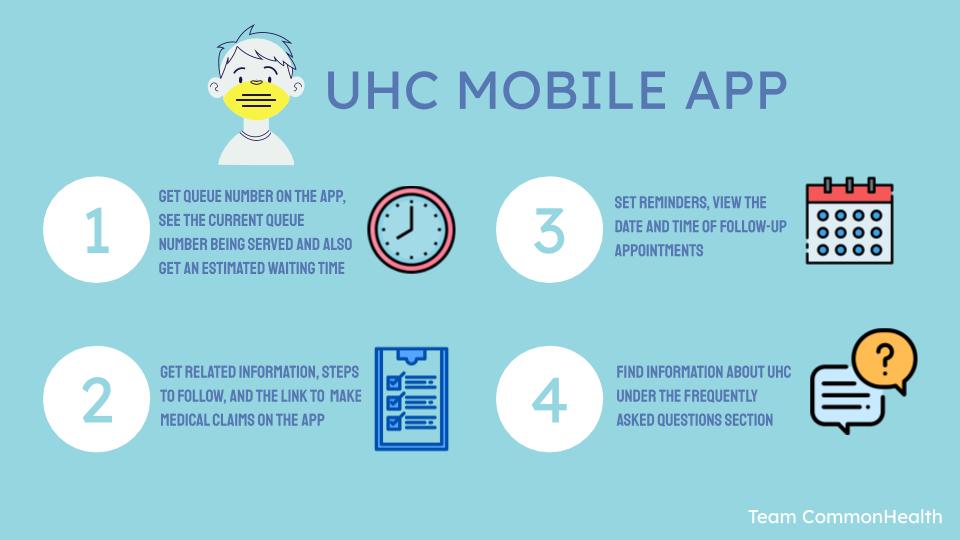 UHC MOBILE APP
1
GET QUEUE NUMBER ON THE APP,
SEE THE CURRENT QUEUE
NUMBER BEING SERVED AND ALSO
GET AN ESTIMATED WAITING TIME
2
GET RELATED INFORMATION, STEPS
TO FOLLOW, AND THE LINK TO MAKE
MEDICAL CLAIMS ON THE APP
3
SET REMINDERS, VIEW THE
DATE AND TIME OF FOLLOW-UP
APPOINTMENTS
4
FIND INFORMATION ABOUT UHC
UNDER THE FREQUENTLY
ASKED QUESTIONS SECTION
?
Team CommonHealth